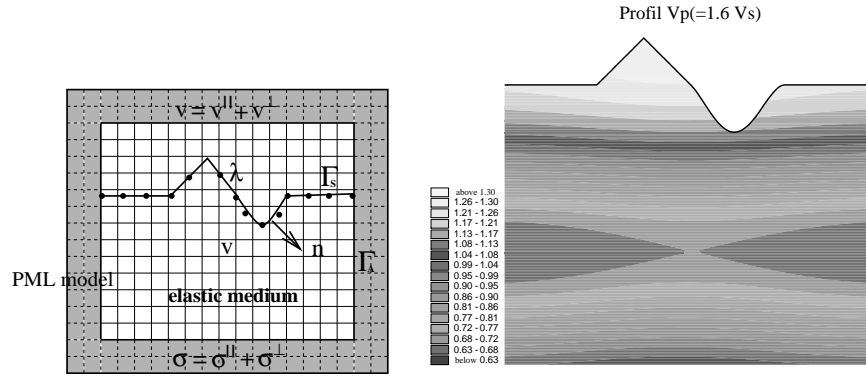 v = v^|| + v^⊥
λ
Γs
v
n
Γ
PML model
elastic medium
σ = σ^|| + σ^⊥
Profil Vp(=1.6 Vs)
above 1.30
1.26 - 1.30
1.21 - 1.26
1.17 - 1.21
1.13 - 1.17
1.08 - 1.13
1.04 - 1.08
0.99 - 1.04
0.95 - 0.99
0.90 - 0.95
0.86 - 0.90
0.81 - 0.86
0.77 - 0.81
0.72 - 0.77
0.68 - 0.72
0.63 - 0.68
below 0.63